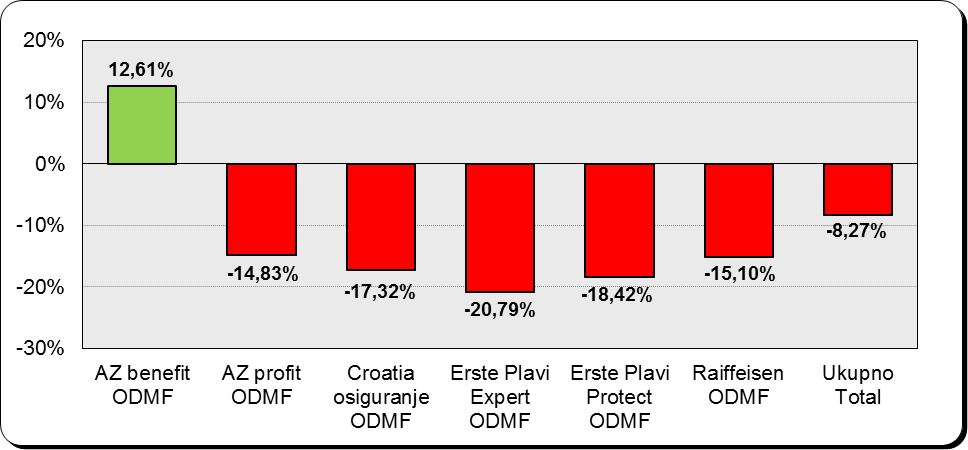 20%
10%
0%
-10%
-20%
-30%
12,61%
-14,83%
-17,32%
-20,79%
-18,42%
-15,10%
-8,27%
AZ benefit
ODMF
AZ profit
ODMF
Croatia
osiguranje
ODMF
Erste Plavi
Expert
ODMF
Erste Plavi
Protect
ODMF
Raiffeisen
ODMF
Ukupno
Total